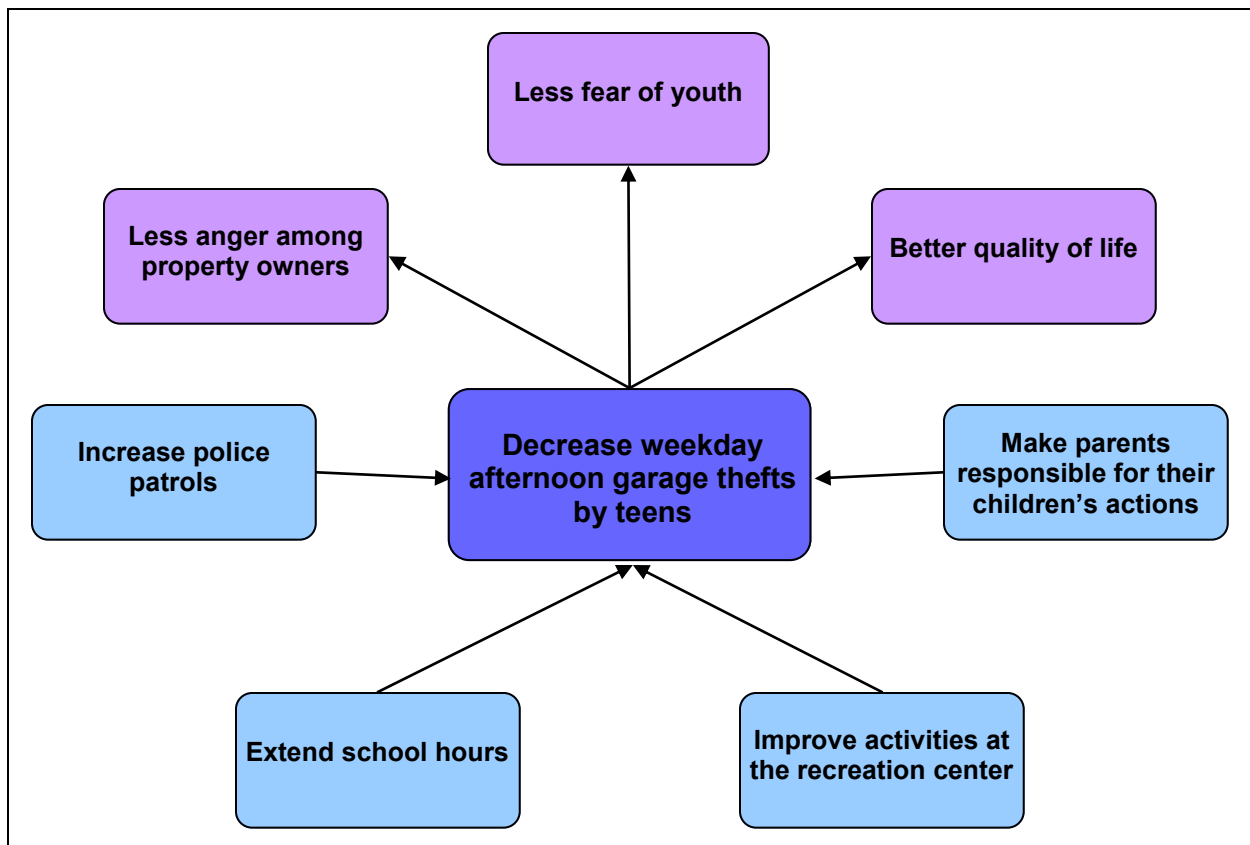 Less fear of youth
Less anger among
property owners
Better quality of life
Increase police
patrols
Decrease weekday
afternoon garage thefts
by teens
Make parents
responsible for their
children’s actions
Extend school hours
Improve activities at
the recreation center